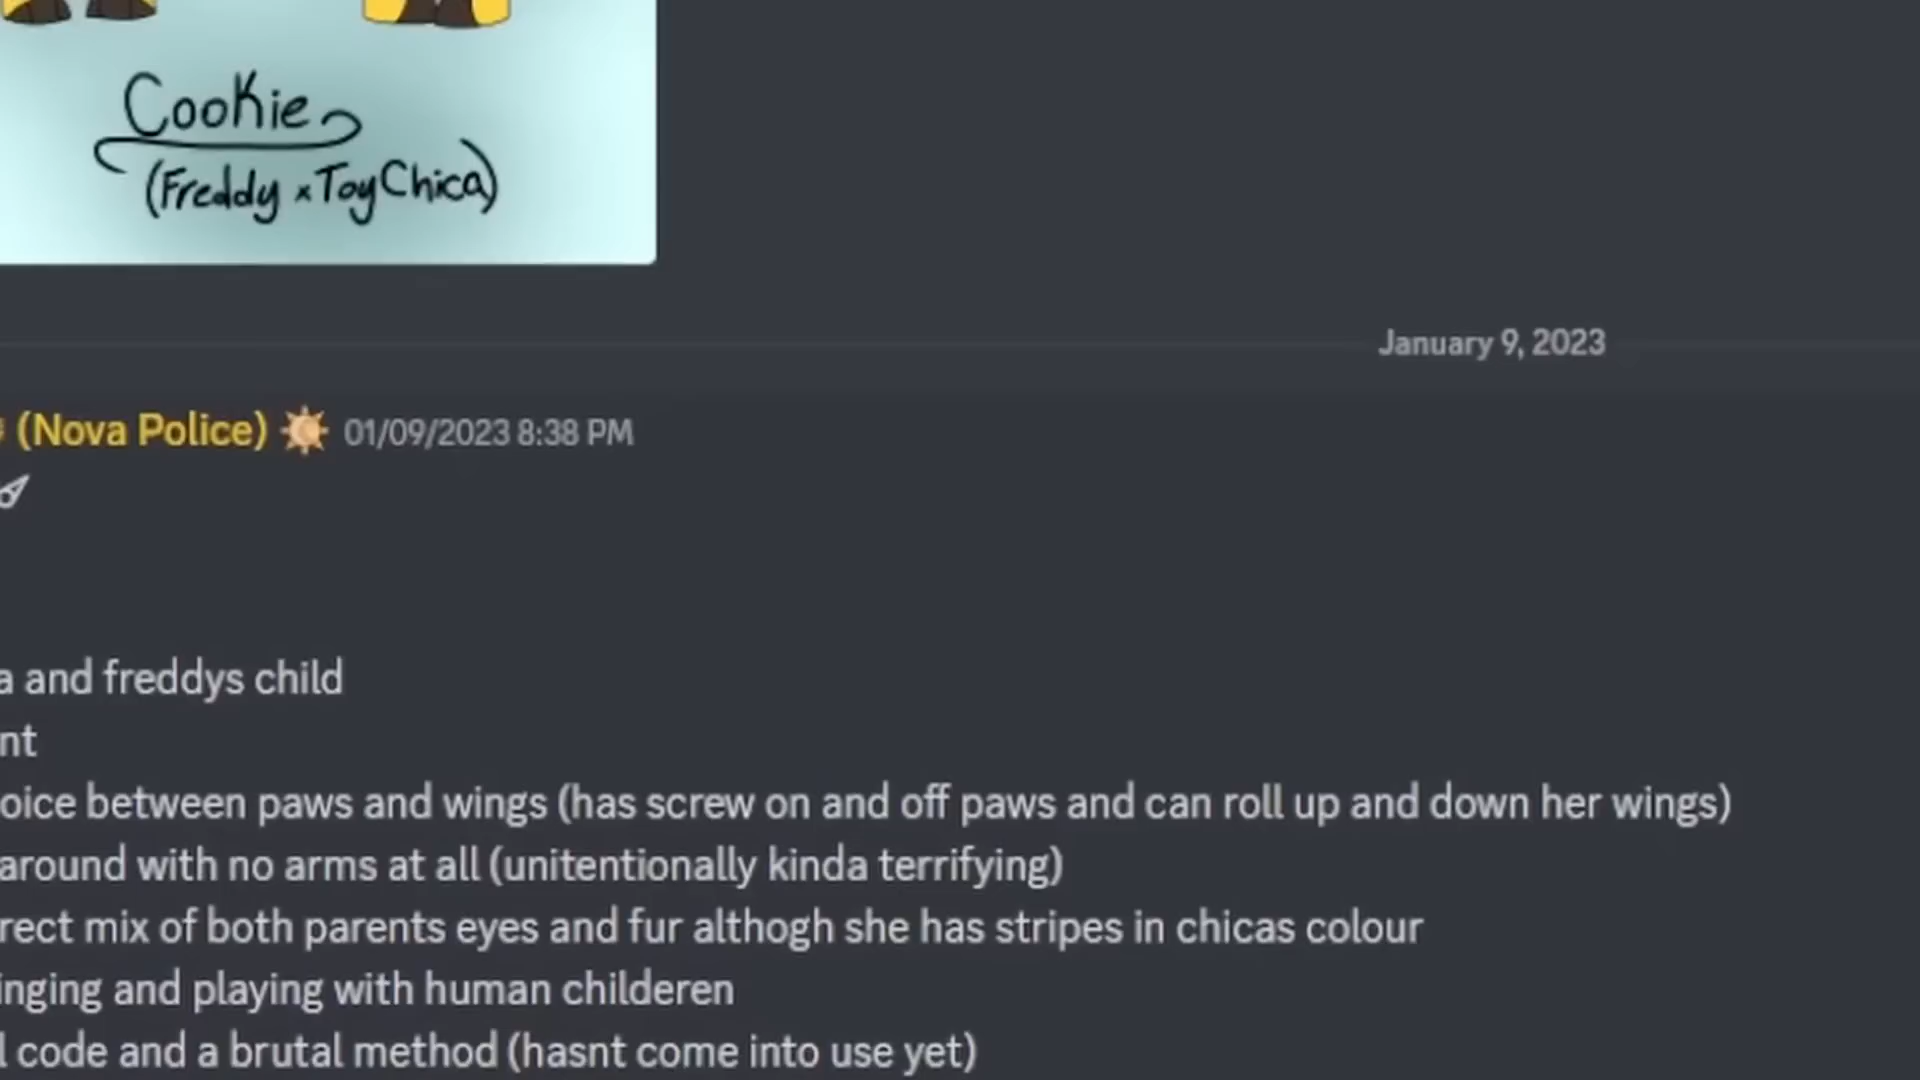 Cookie
(Freddy x Toy Chica)
January 9, 2023
(Nova Police) 01/09/2023 8:38 PM
a and freddys child
nt
oice between paws and wings (has screw on and off paws and can roll up and down her wings)
around with no arms at all (unitentionally kinda terrifying)
rect mix of both parents eyes and fur althogh she has stripes in chicas colour
inging and playing with human childeren
l code and a brutal method (hasnt come into use yet)